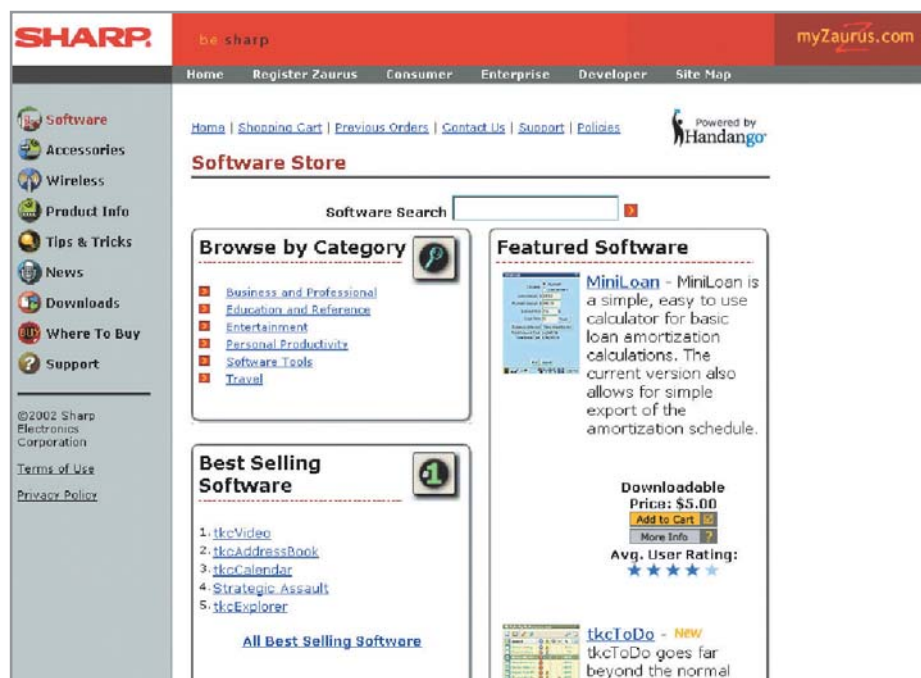 SHARP
be sharp
myZaurus.com
Home Register Zaurus Consumer Enterprise Developer Site Map
Software
Accessories
Wireless
Product Info
Tips & Tricks
News
Downloads
Where To Buy
Support
©2002 Sharp
Electronics
Corporation
Terms of Use
Privacy Policy
Home | Shopping Cart | Previous Orders | Contact Us | Support | Policies
Powered by
Handango
Software Store
Software Search
Browse by Category
Business and Professional
Education and Reference
Entertainment
Personal Productivity
Software Tools
Travel
Best Selling
Software
#1
1. tkcVideo
2. tkcAddressBook
3. tkcCalendar
4. Strategic Assault
5. tkcExplorer
All Best Selling Software
Featured Software
MiniLoan - MiniLoan is
a simple, easy to use
calculator for basic
loan amortization
calculations. The
current version also
allows for simple
export of the
amortization schedule.
Downloadable
Price: $5.00
Add to Cart
More Info ?
Avg. User Rating:
tkcToDo - New
tkcToDo goes far
beyond the normal